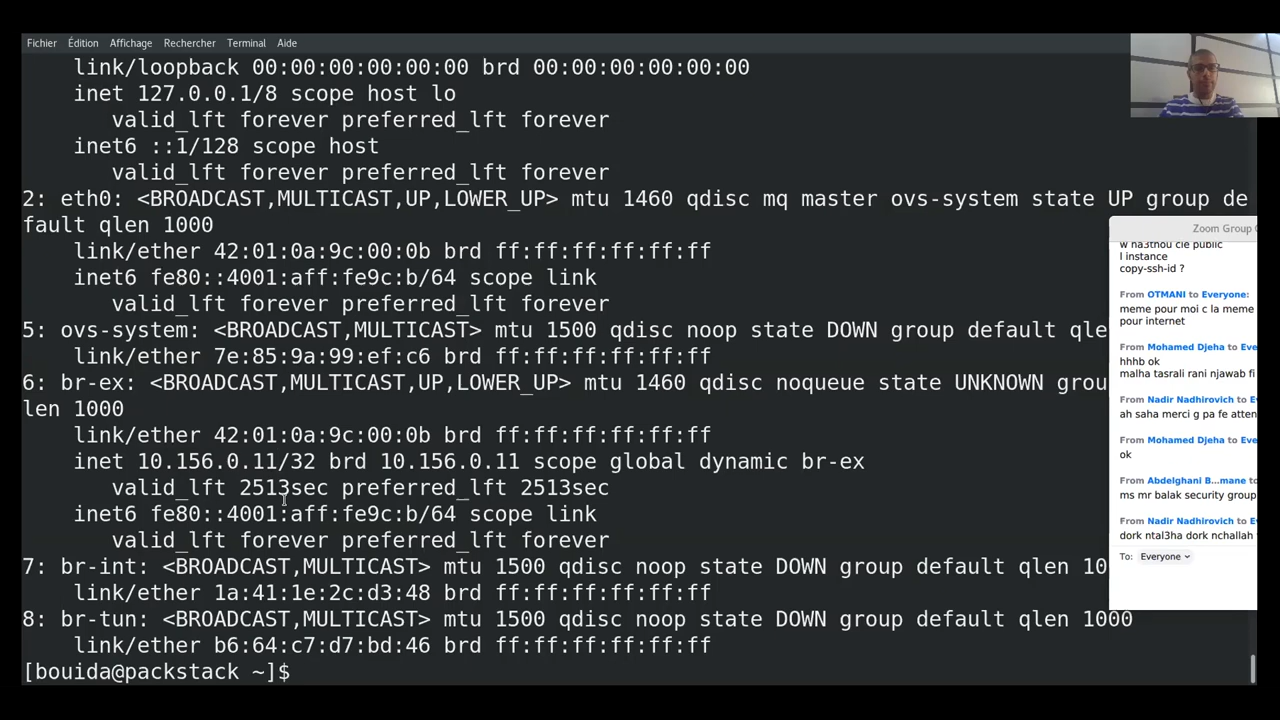 Fichier Édition Affichage Rechercher Terminal Aide
link/loopback 00:00:00:00:00:00 brd 00:00:00:00:00:00
inet 127.0.0.1/8 scope host lo
valid_lft forever preferred_lft forever
inet6 ::1/128 scope host
valid_lft forever preferred_lft forever
2: eth0: <BROADCAST,MULTICAST,UP,LOWER_UP> mtu 1460 qdisc mq master ovs-system state UP group de
fault qlen 1000
link/ether 42:01:0a:9c:00:0b brd ff:ff:ff:ff:ff:ff
inet6 fe80::4001:aff:fe9c:b/64 scope link
valid_lft forever preferred_lft forever
5: ovs-system: <BROADCAST,MULTICAST> mtu 1500 qdisc noop state DOWN group default qle
link/ether 7e:85:9a:99:ef:c6 brd ff:ff:ff:ff:ff:ff
6: br-ex: <BROADCAST,MULTICAST,UP,LOWER_UP> mtu 1460 qdisc noqueue state UNKNOWN grou
len 1000
link/ether 42:01:0a:9c:00:0b brd ff:ff:ff:ff:ff:ff
inet 10.156.0.11/32 brd 10.156.0.11 scope global dynamic br-ex
valid_lft 2513sec preferred_lft 2513sec
inet6 fe80::4001:aff:fe9c:b/64 scope link
valid_lft forever preferred_lft forever
7: br-int: <BROADCAST,MULTICAST> mtu 1500 qdisc noop state DOWN group default qlen 10
link/ether 1a:41:1e:2c:d3:48 brd ff:ff:ff:ff:ff:ff
8: br-tun: <BROADCAST,MULTICAST> mtu 1500 qdisc noop state DOWN group default qlen 1000
link/ether b6:64:c7:d7:bd:46 brd ff:ff:ff:ff:ff:ff
[bouida@packstack ~]$
Zoom Group
w na3thou cle public
l instance
copy-ssh-id ?
From OTMANI to Everyone:
meme pour moi c la meme
pour internet
From Mohamed Djeha to Eve
hhhb ok
malha tasrali rani njawab fi
From Nadir Nadhirovich to E
ah saha merci g pa fe atten
From Mohamed Djeha to Eve
ok
From Abdelghani B...mane to
ms mr balak security group
From Nadir Nadhirovich to E
dork ntal3ha dork nchallah
To: Everyone